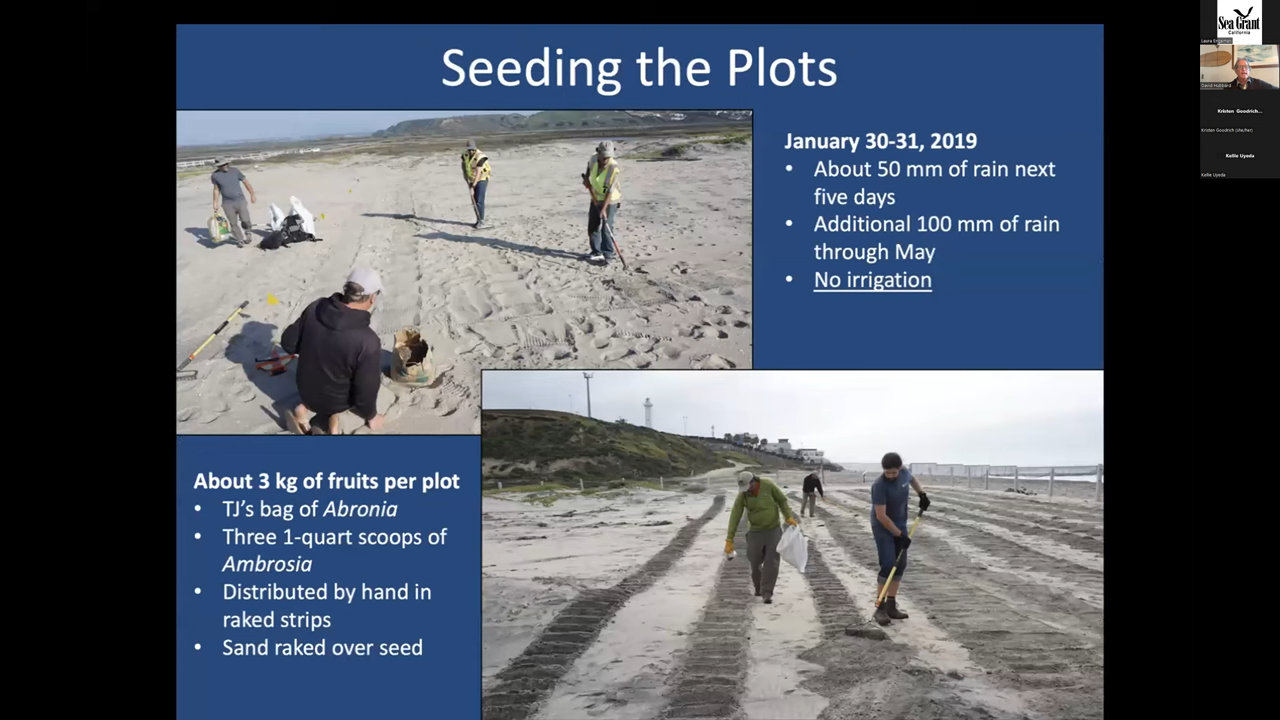 Seeding the Plots
January 30-31, 2019
• About 50 mm of rain next
five days
• Additional 100 mm of rain
through May
• No irrigation
About 3 kg of fruits per plot
• TJ's bag of Abronia
• Three 1-quart scoops of
Ambrosia
• Distributed by hand in
raked strips
• Sand raked over seed
Sea Grant
California
David Hubbard
Kristen Goodrich...
Kristen Goodrich (she/her)
Kellie Uyeda
Kellie Uyeda